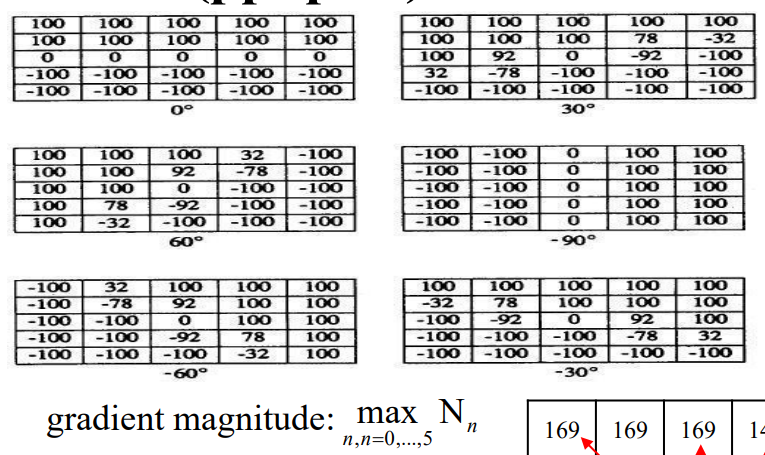 100 100 100 100 100
100 100 100 100 100
0 0 0 0 0
-100 -100 -100 -100 -100
-100 -100 -100 -100 -100
0°
100 100 100 100 100
100 100 100 78 -32
100 92 0 -92 -100
32 -78 -100 -100 -100
-100 -100 -100 -100 -100
30°
100 100 100 32 -100
100 100 92 -78 -100
100 100 0 -100 -100
100 78 -92 -100 -100
100 -32 -100 -100 -100
60°
-100 -100 0 100 100
-100 -100 0 100 100
-100 -100 0 100 100
-100 -100 0 100 100
-100 -100 0 100 100
-90°
-100 32 100 100 100
-100 -78 92 100 100
-100 -100 0 100 100
-100 -100 -92 78 100
-100 -100 -100 -32 100
-60°
100 100 100 100 100
-32 78 100 100 100
-100 -92 0 92 100
-100 -100 -100 -78 32
-100 -100 -100 -100 -100
-30°
gradient magnitude: max N n
n,n=0,...,5
169 169 169